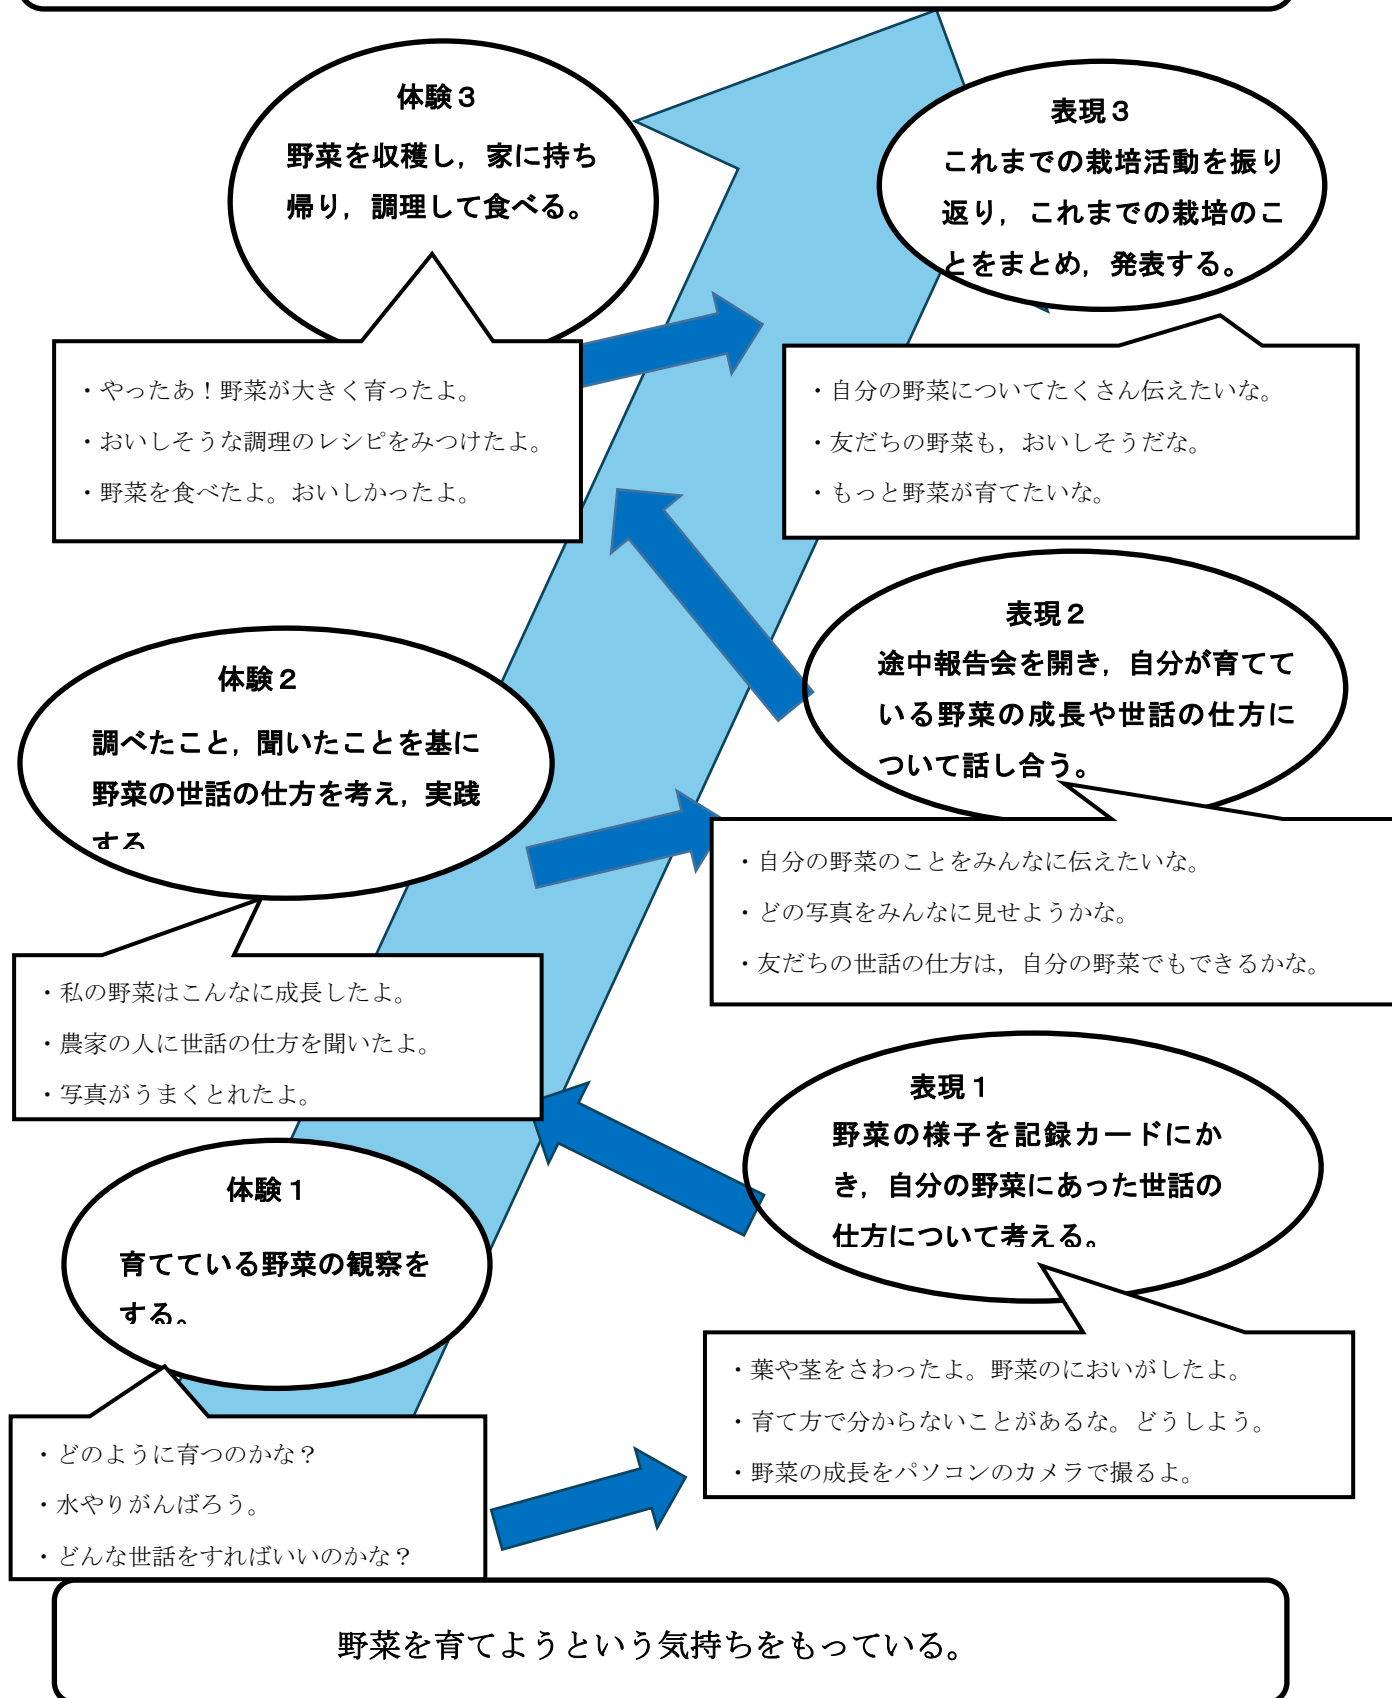 体験３
野菜を収穫し，家に持ち
帰り，調理して食べる。
表現３
これまでの栽培活動を振り
返り，これまでの栽培のこ
とをまとめ，発表する。
・やったあ！野菜が大きく育ったよ。
・おいしそうな調理のレシピをみつけたよ。
・野菜を食べたよ。おいしかったよ。
・自分の野菜についてたくさん伝えたいな。
・友だちの野菜も，おいしそうだな。
・もっと野菜が育てたいな。
表現２
途中報告会を開き，自分が育てて
いる野菜の成長や世話の仕方に
ついて話し合う。
体験２
調べたこと，聞いたことを基に
野菜の世話の仕方を考え，実践
する
・自分の野菜のことをみんなに伝えたいな。
・どの写真をみんなに見せようかな。
・友だちの世話の仕方は，自分の野菜でもできるかな。
・私の野菜はこんなに成長したよ。
・農家の人に世話の仕方を聞いたよ。
・写真がうまくとれたよ。
表現１
野菜の様子を記録カードにか
き，自分の野菜にあった世話の
仕方について考える。
体験１
育てている野菜の観察を
する。
・葉や茎をさわったよ。野菜のにおいがしたよ。
・育て方で分からないことがあるな。どうしよう。
・野菜の成長をパソコンのカメラで撮るよ。
・どのように育つのかな？
・水やりがんばろう。
・どんな世話をすればいいのかな？
野菜を育てようという気持ちをもっている。